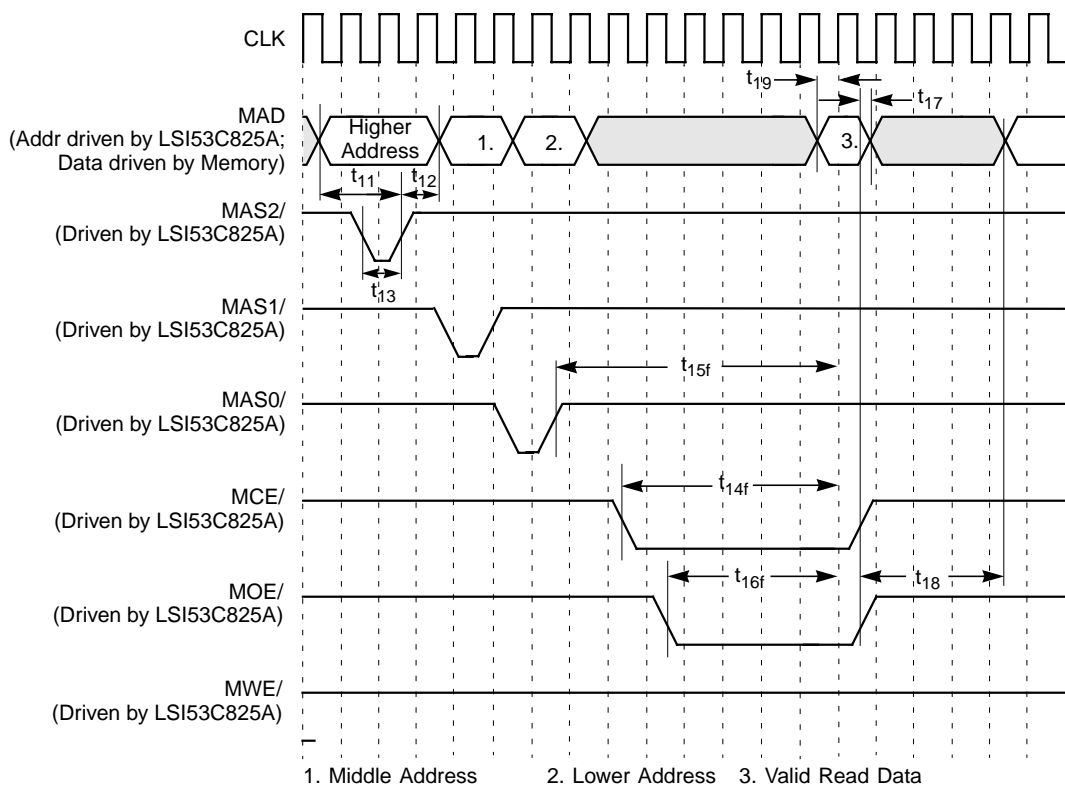 CLK
t19
t17
MAD
(Addr driven by LSI53C825A;
Data driven by Memory)
Higher
Address
1.
2.
3.
t11
t12
MAS2/
(Driven by LSI53C825A)
t13
MAS1/
(Driven by LSI53C825A)
t15f
MAS0/
(Driven by LSI53C825A)
MCE/
(Driven by LSI53C825A)
t14f
MOE/
(Driven by LSI53C825A)
t16f
t18
MWE/
(Driven by LSI53C825A)
1. Middle Address 2. Lower Address 3. Valid Read Data